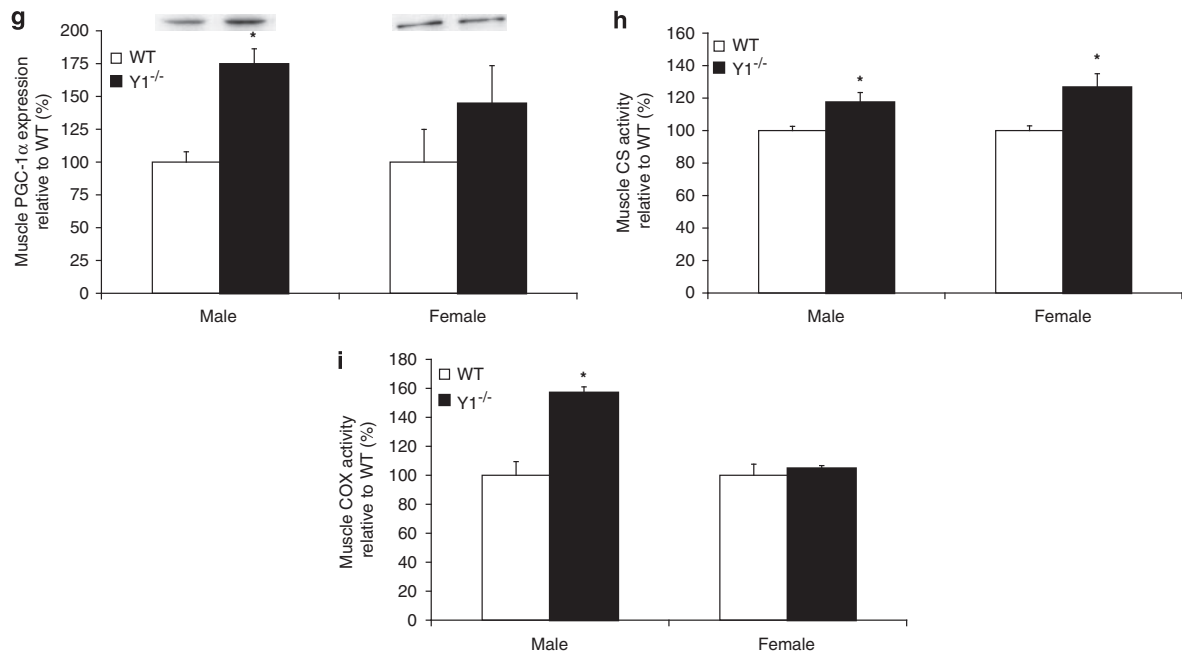 g
Muscle PGC-1α expression
relative to WT (%)
200
175
150
125
100
75
50
25
0
WT
Y1-/-
*
Male
Female
h
Muscle CS activity
relative to WT (%)
160
140
120
100
80
60
40
20
0
WT
Y1-/-
*
*
Male
Female
i
Muscle COX activity
relative to WT (%)
180
160
140
120
100
80
60
40
20
0
WT
Y1-/-
*
Male
Female